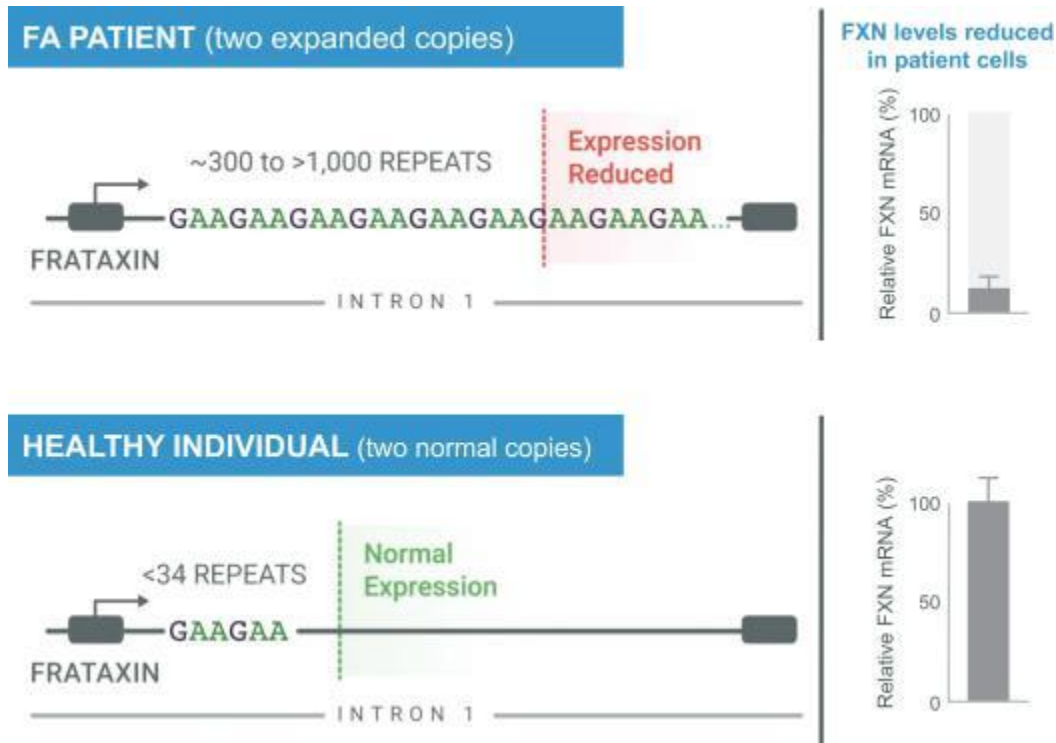 FA PATIENT (two expanded copies)
~300 to >1,000 REPEATS
Expression
Reduced
GAAGAAGAAGAAGAAGAAGAAGAAGAA...
FRATAXIN
INTRON 1
FXN levels reduced
in patient cells
Relative FXN mRNA (%)
100
50
0
HEALTHY INDIVIDUAL (two normal copies)
<34 REPEATS
Normal
Expression
GAAGAA
FRATAXIN
INTRON 1
Relative FXN mRNA (%)
100
50
0